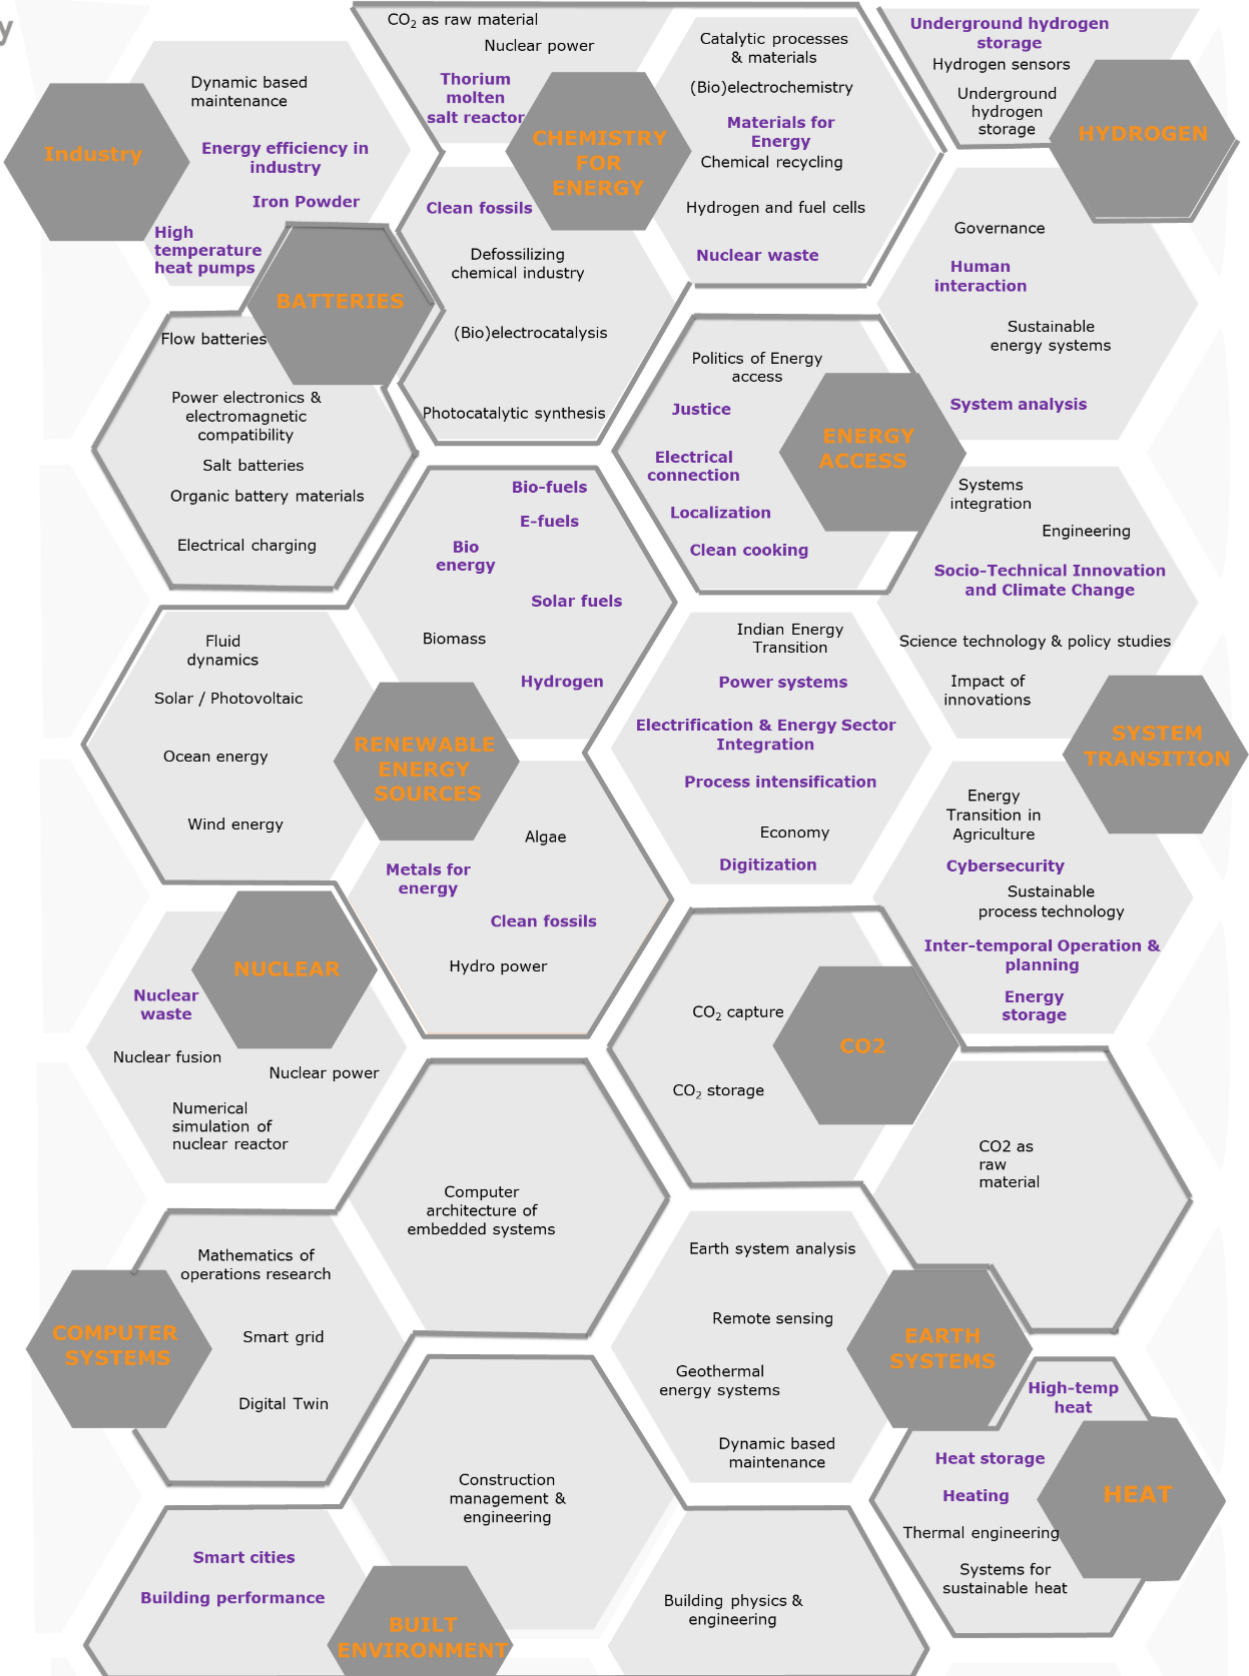 y
CO₂ as raw material
Nuclear power
Thorium
molten
salt reactor
CHEMISTRY
FOR
ENERGY
Catalytic processes
& materials
(Bio)electrochemistry
Materials for
Energy
Chemical recycling
Hydrogen and fuel cells
Nuclear waste
Clean fossils
Defossilizing
chemical industry
(Bio)electrocatalysis
Photocatalytic synthesis
Underground hydrogen
storage
Hydrogen sensors
Underground
hydrogen
storage
HYDROGEN
Industry
Dynamic based
maintenance
Energy efficiency in
industry
Iron Powder
High
temperature
heat pumps
BATTERIES
Flow batteries
Power electronics &
electromagnetic
compatibility
Salt batteries
Organic battery materials
Electrical charging
Politics of Energy
access
Justice
Electrical
connection
Localization
Clean cooking
ENERGY
ACCESS
Governance
Human
interaction
Sustainable
energy systems
System analysis
Systems
integration
Engineering
Socio-Technical Innovation
and Climate Change
Science technology & policy studies
Impact of
innovations
SYSTEM
TRANSITION
Indian Energy
Transition
Power systems
Electrification & Energy Sector
Integration
Process intensification
Economy
Digitization
Energy
Transition in
Agriculture
Cybersecurity
Sustainable
process technology
Inter-temporal Operation &
planning
Energy
storage
Bio-fuels
E-fuels
Bio
energy
Solar fuels
Biomass
Hydrogen
RENEWABLE
ENERGY
SOURCES
Fluid
dynamics
Solar / Photovoltaic
Ocean energy
Wind energy
Algae
Metals for
energy
Clean fossils
Hydro power
NUCLEAR
Nuclear
waste
Nuclear fusion
Nuclear power
Numerical
simulation of
nuclear reactor
CO₂ capture
CO₂ storage
CO2
CO2 as
raw
material
Computer
architecture of
embedded systems
Mathematics of
operations research
Smart grid
Digital Twin
COMPUTER
SYSTEMS
Earth system analysis
Remote sensing
Geothermal
energy systems
Dynamic based
maintenance
EARTH
SYSTEMS
High-temp
heat
Heat storage
Heating
Thermal engineering
Systems for
sustainable heat
HEAT
Construction
management &
engineering
Smart cities
Building performance
BUILT
ENVIRONMENT
Building physics &
engineering